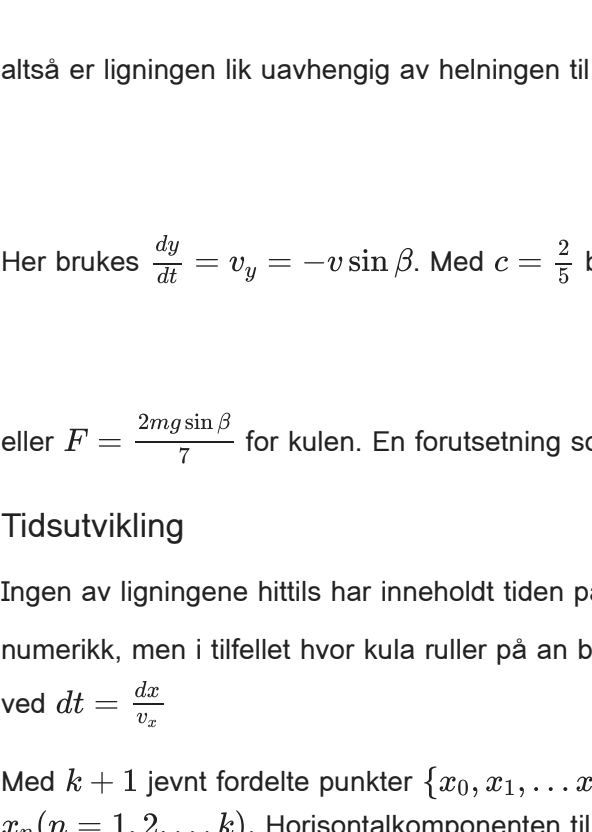 altså er ligningen lik uavhengig av helningen til
Her brukes $\frac{dy}{dt} = v_y = -v \sin \beta$. Med $c = \frac{2}{5}$
eller $F = \frac{2mg \sin \beta}{7}$ for kulen. En forutsetning
Tidsutvikling
Ingen av ligningene hittils har inneholdt tiden
numerikk, men i tilfellet hvor kula ruller på an
ved $dt = \frac{dx}{v_x}$
Med $k + 1$ jevnt fordelte punkter $\{x_0, x_1, \ldots x$
$x_n(n = 1, 2, \ldots k)$. Horisontalkomponenten til